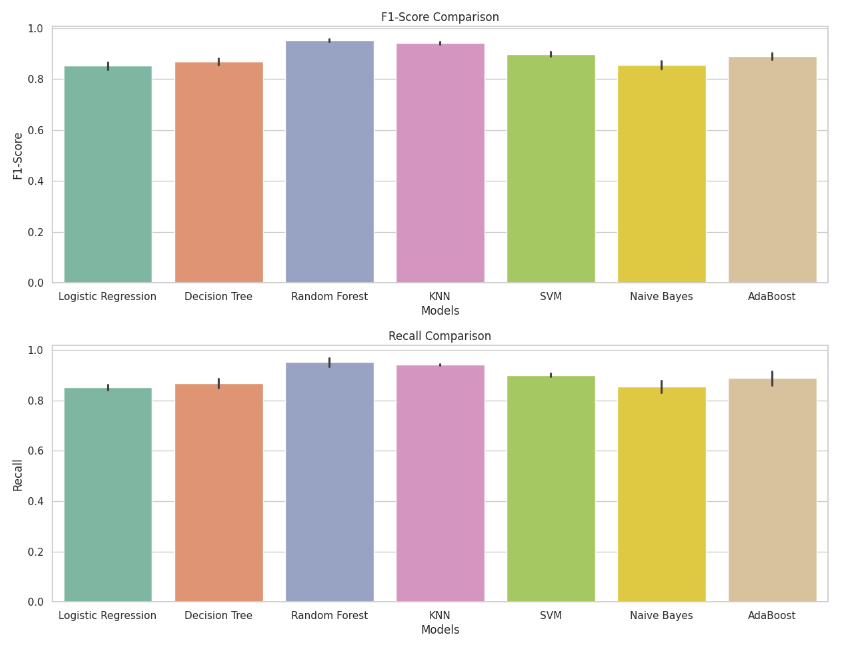 F1-Score Comparison
1.0
0.8
0.6
0.4
0.2
0.0
F1-Score
Logistic Regression Decision Tree Random Forest KNN SVM Naive Bayes AdaBoost
Models
Recall Comparison
1.0
0.8
0.6
0.4
0.2
0.0
Recall
Logistic Regression Decision Tree Random Forest KNN SVM Naive Bayes AdaBoost
Models